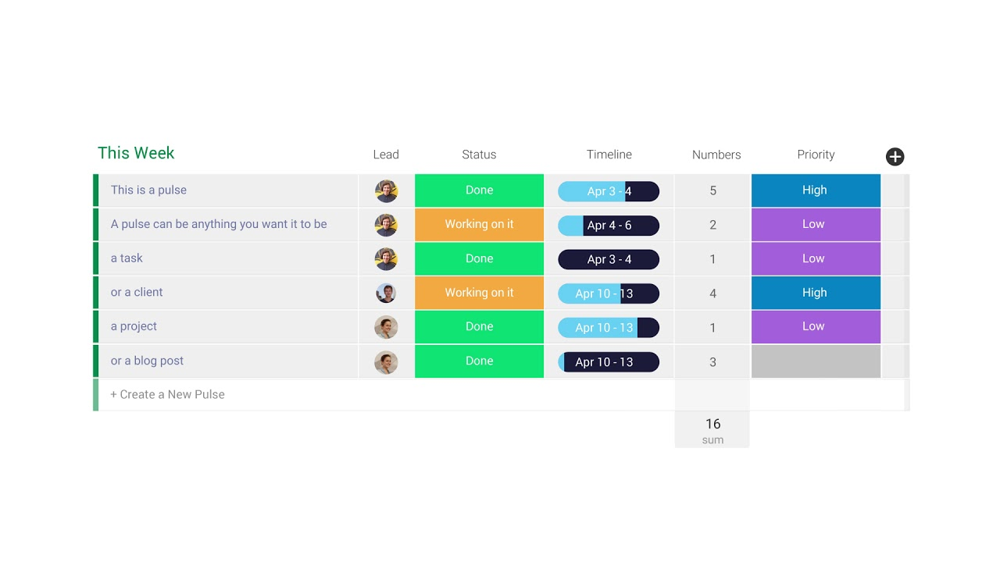 This Week Lead Status Timeline Numbers Priority
This is a pulse Done Apr 3 - 4 5 High
A pulse can be anything you want it to be Working on it Apr 4 - 6 2 Low
a task Done Apr 3 - 4 1 Low
or a client Working on it Apr 10 - 13 4 High
a project Done Apr 10 - 13 1 Low
or a blog post Done Apr 10 - 13 3
+ Create a New Pulse
16
sum